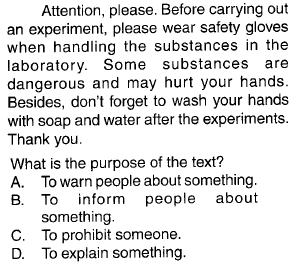 Attention, please. Before carrying out
an experiment, please wear safety gloves
when handling the substances in the
laboratory. Some substances are
dangerous and may hurt your hands.
Besides, don't forget to wash your hands
with soap and water after the experiments.
Thank you.
What is the purpose of the text?
A. To warn people about something.
B. To inform people about
something.
C. To prohibit someone.
D. To explain something.